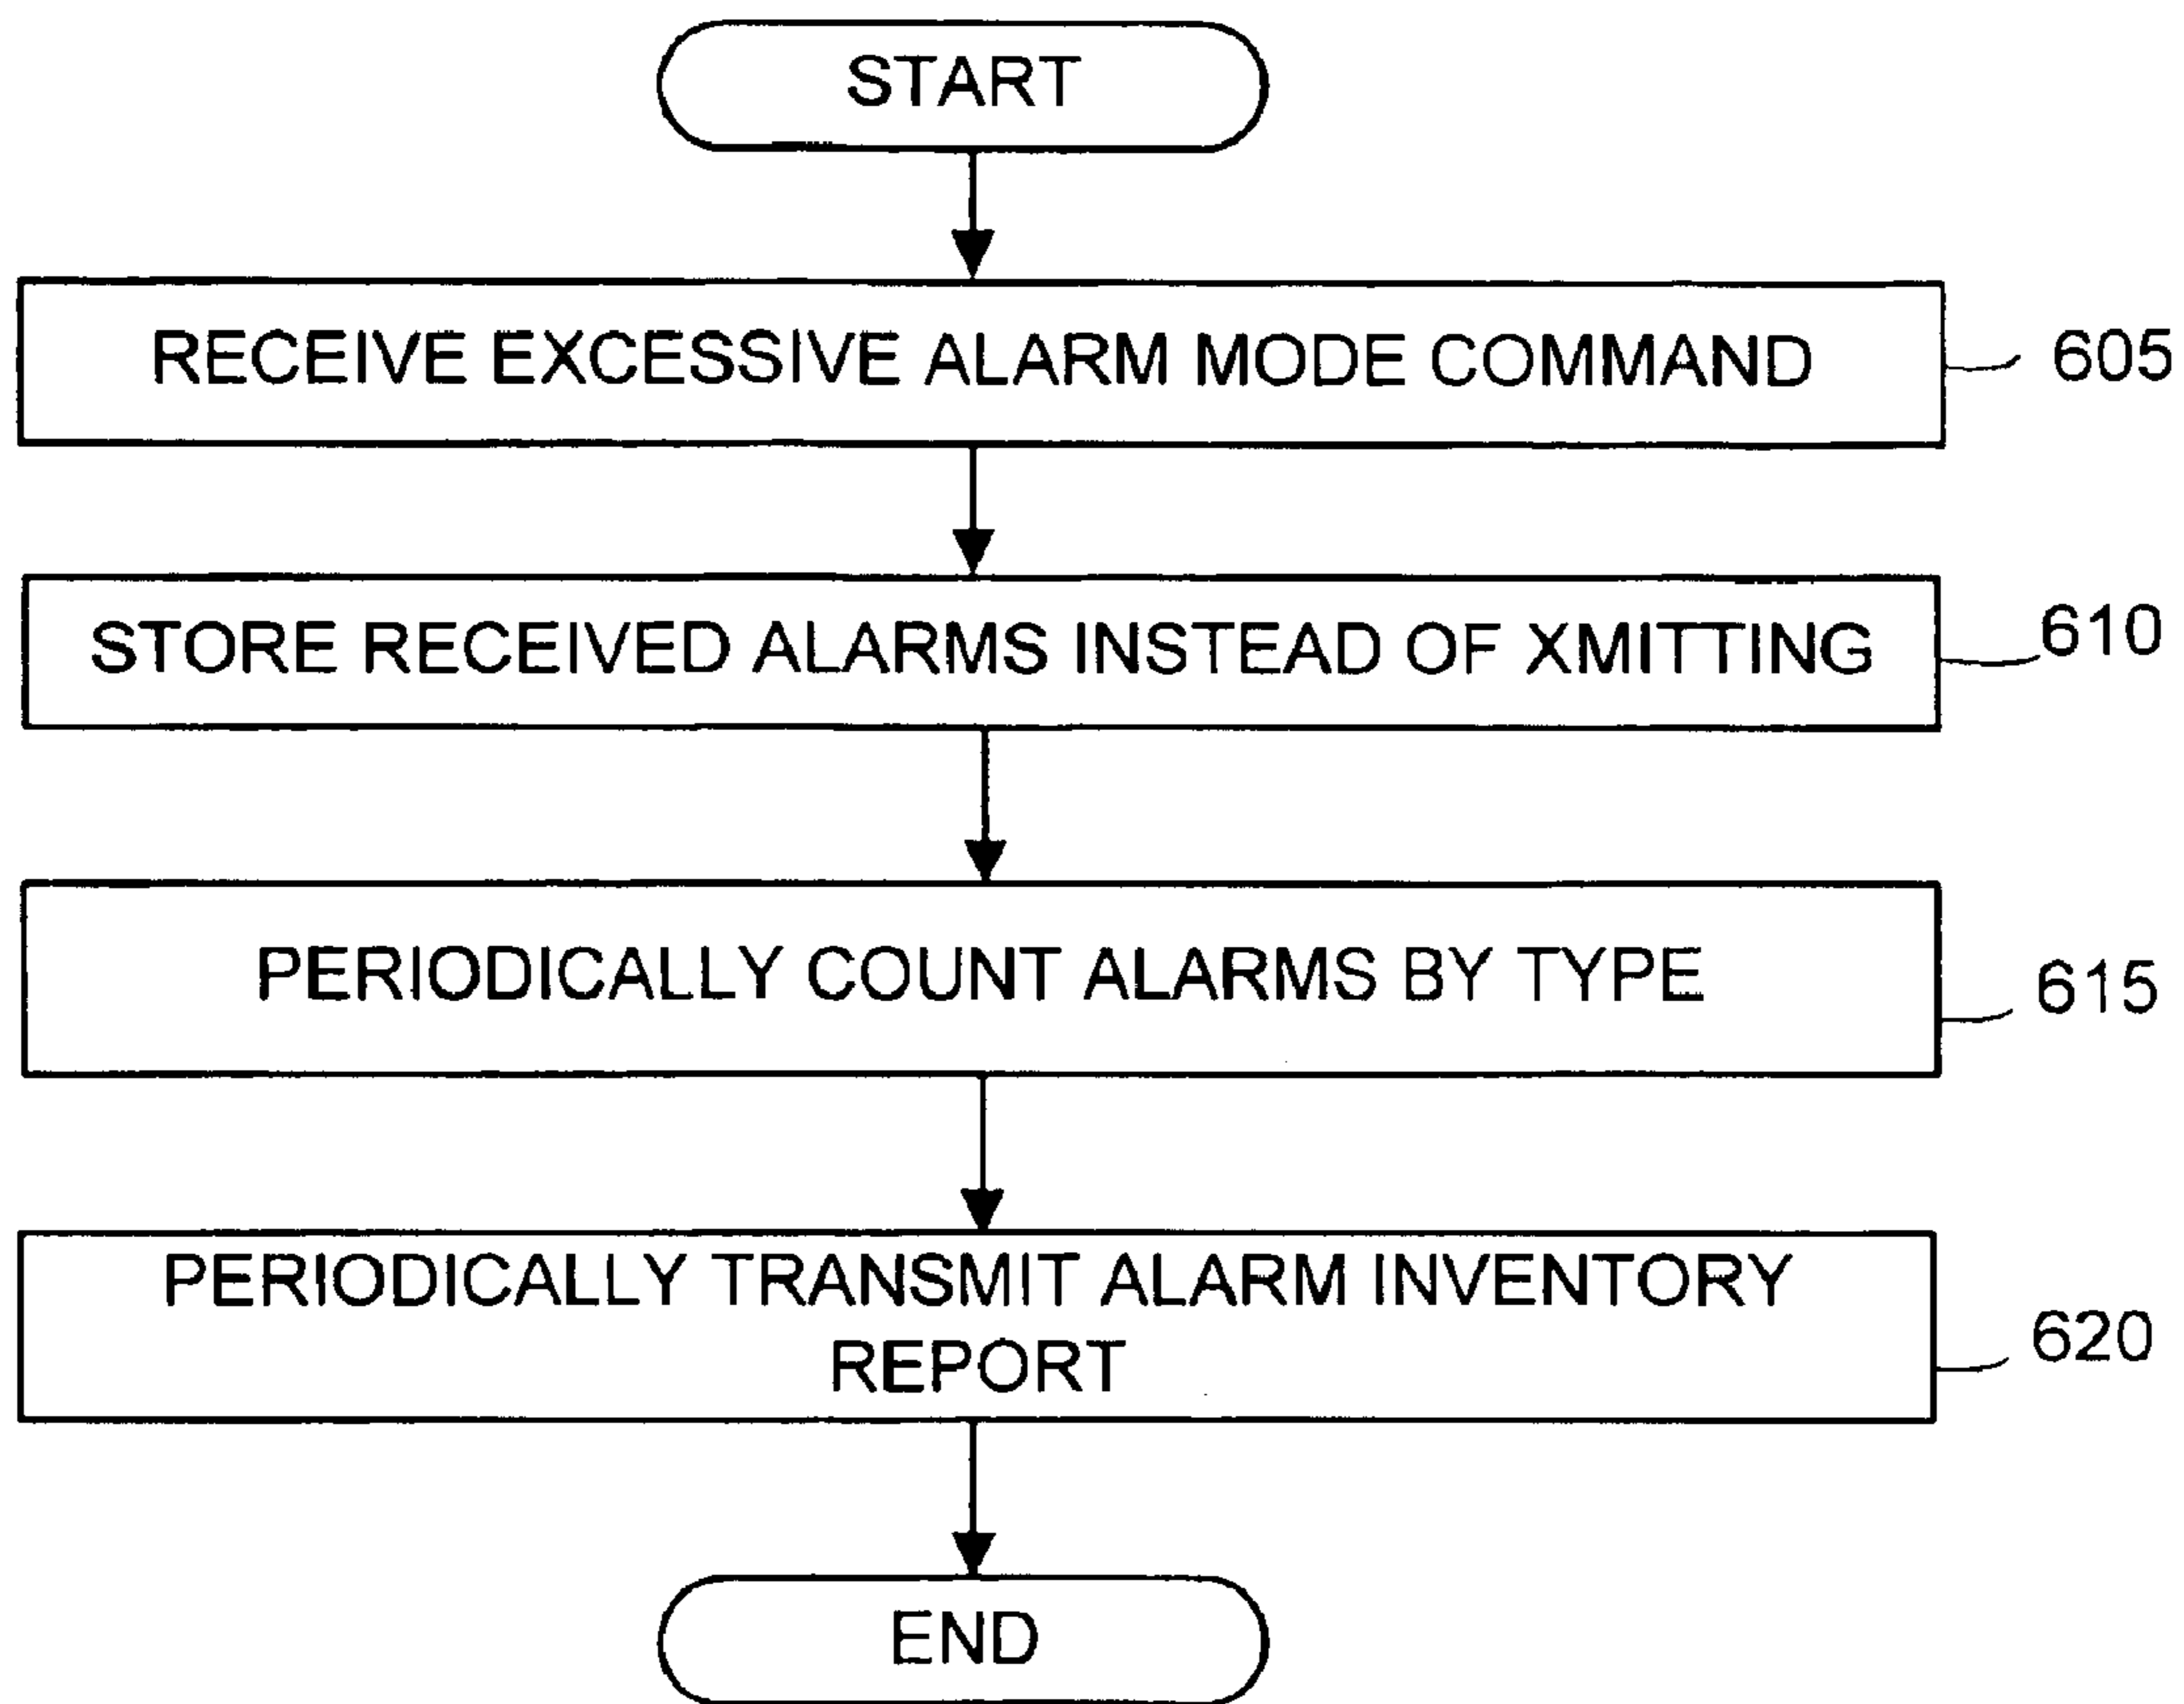 START
RECEIVE EXCESSIVE ALARM MODE COMMAND
605
STORE RECEIVED ALARMS INSTEAD OF XMITTING
610
PERIODICALLY COUNT ALARMS BY TYPE
615
PERIODICALLY TRANSMIT ALARM INVENTORY
REPORT
620
END